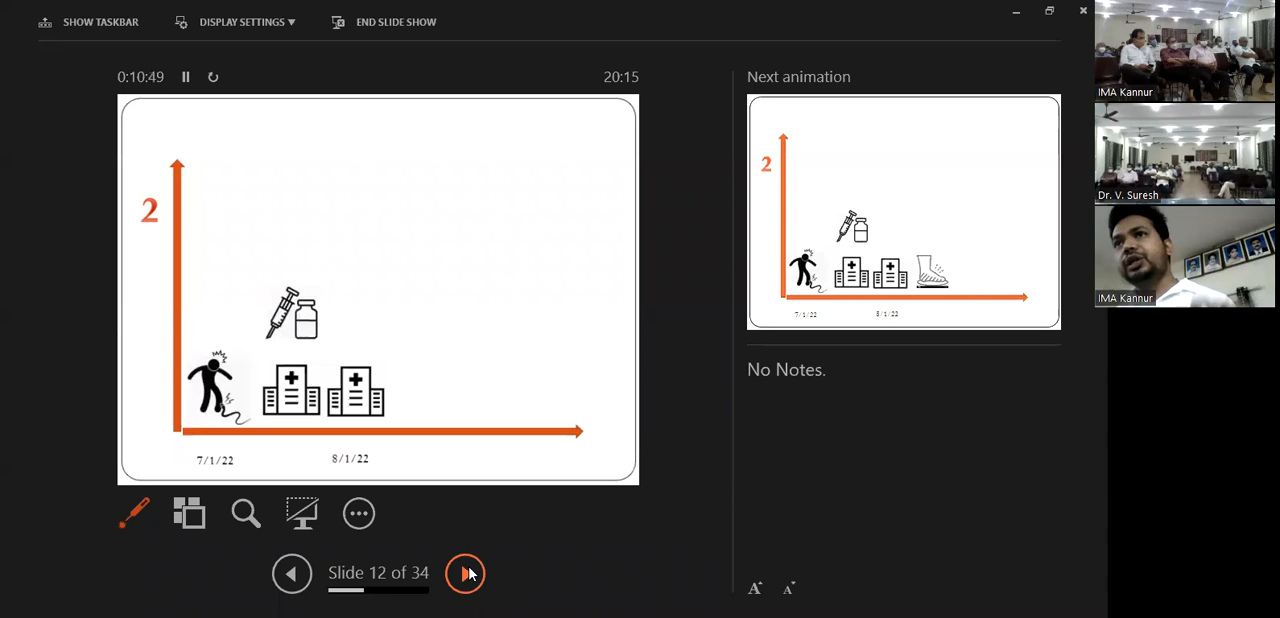 SHOW TASKBAR
DISPLAY SETTINGS ▼
END SLIDE SHOW
0:10:49
20:15
Next animation
2
7/1/22
8/1/22
2
7/1/22
8/1/22
No Notes.
Slide 12 of 34
A A
IMA Kannur
Dr. V. Suresh
IMA Kannur